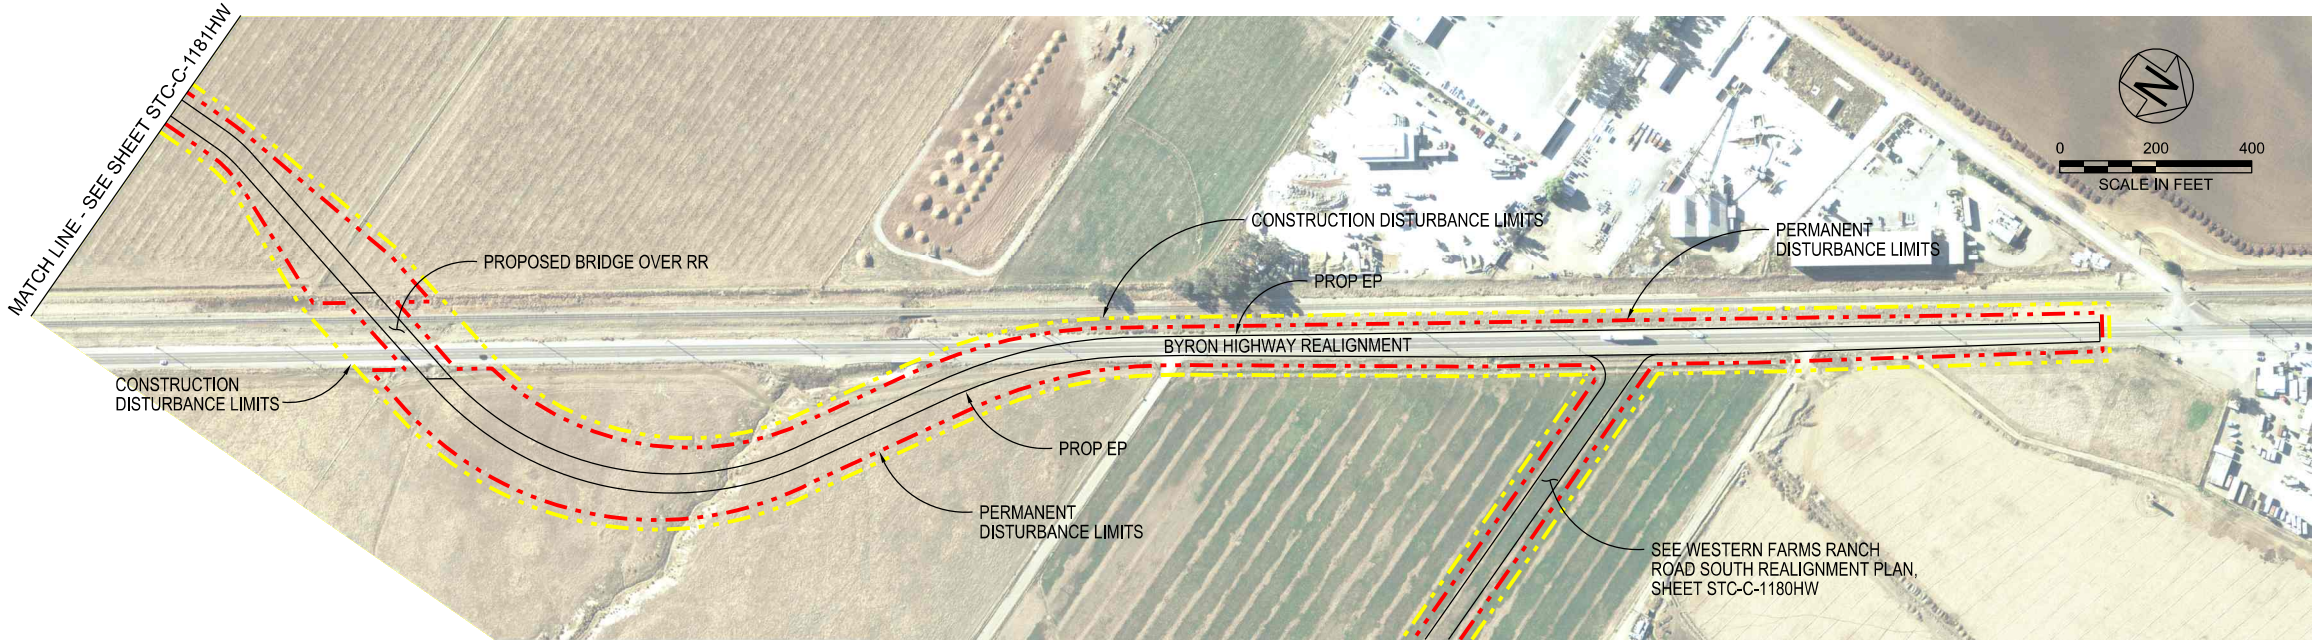 MATCH LINE - SEE SHEET STC-C-1181HW
N
0 200 400
SCALE IN FEET
CONSTRUCTION DISTURBANCE LIMITS
PERMANENT
DISTURBANCE LIMITS
PROPOSED BRIDGE OVER RR
PROP EP
BYRON HIGHWAY REALIGNMENT
CONSTRUCTION
DISTURBANCE LIMITS
PROP EP
PERMANENT
DISTURBANCE LIMITS
SEE WESTERN FARMS RANCH
ROAD SOUTH REALIGNMENT PLAN,
SHEET STC-C-1180HW